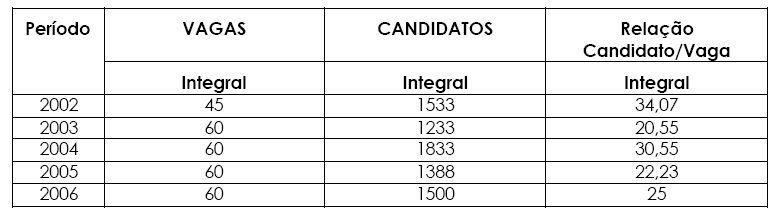 Período VAGAS CANDIDATOS Relação
Candidato/Vaga
Integral Integral Integral
2002 45 1533 34,07
2003 60 1233 20,55
2004 60 1833 30,55
2005 60 1388 22,23
2006 60 1500 25